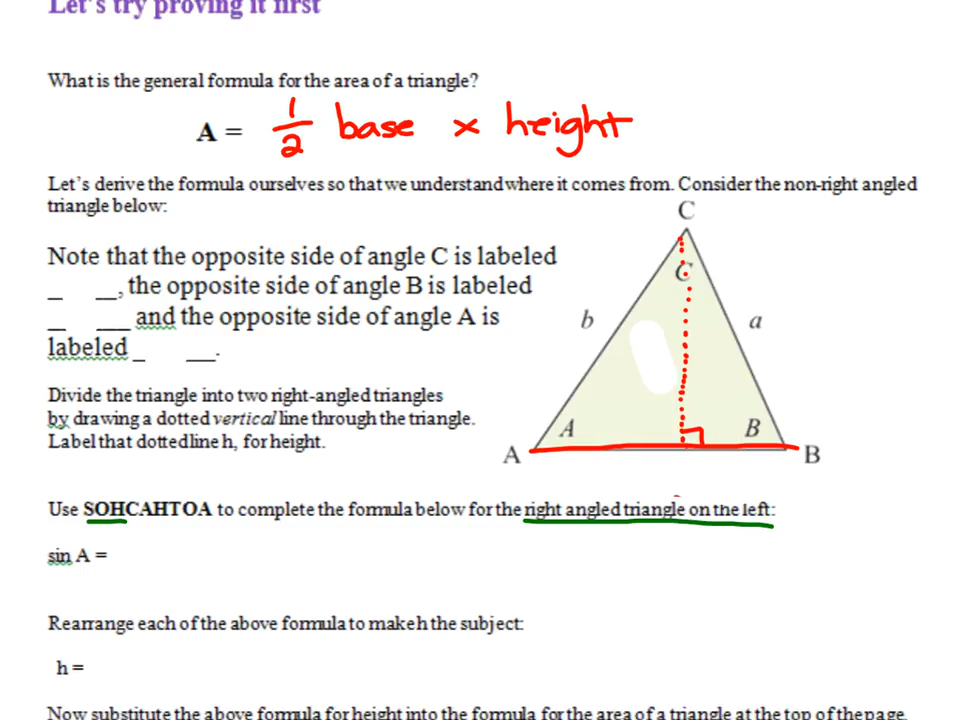 Let's try proving it first
What is the general formula for the area of a triangle?
A = 1/2 base x height
Let's derive the formula ourselves so that we understand where it comes from. Consider the non-right angled
triangle below:
C
Note that the opposite side of angle C is labeled
_ __, the opposite side of angle B is labeled
_ ___ and the opposite side of angle A is
labeled _ ___.
C
b
a
A
B
A
B
Divide the triangle into two right-angled triangles
by drawing a dotted vertical line through the triangle.
Label that dotted line h, for height.
Use SOHCAHTOA to complete the formula below for the right angled triangle on the left:
sin A =
Rearrange each of the above formula to make h the subject:
h =
Now substitute the above formula for height into the formula for the area of a triangle at the top of the page.